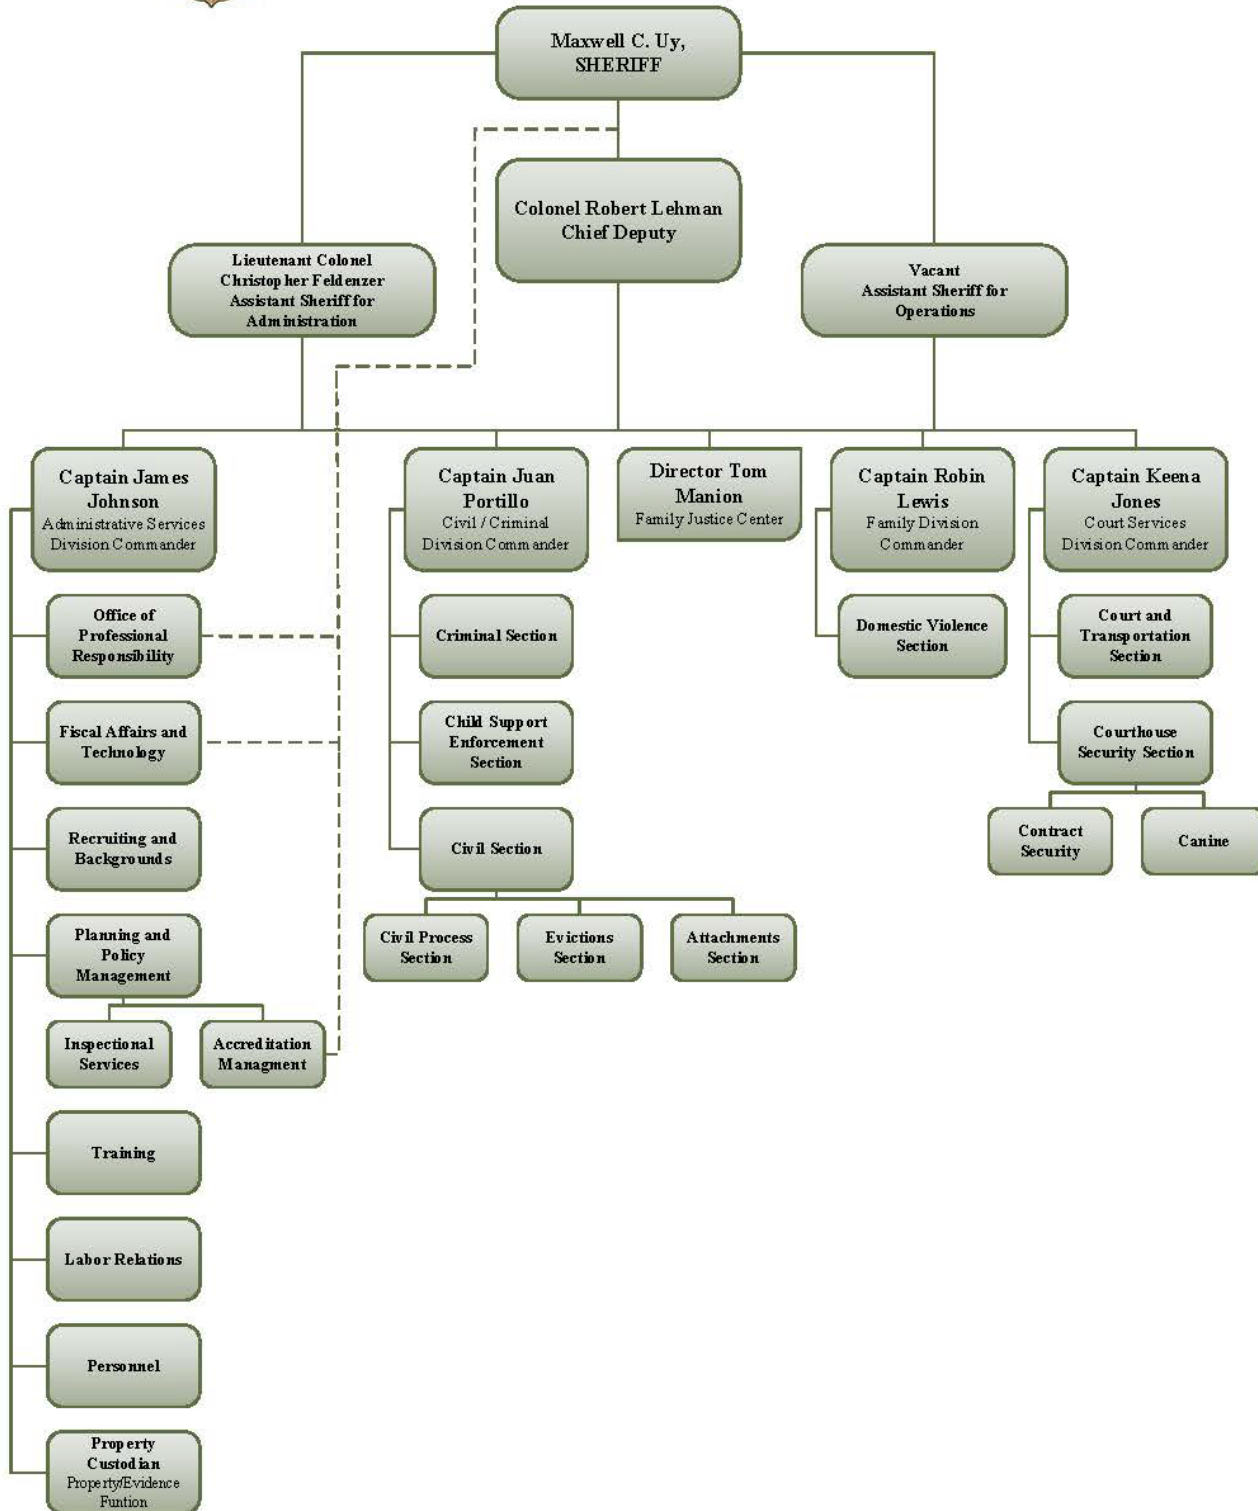 Maxwell C. Uy,
SHERIFF
Colonel Robert Lehman
Chief Deputy
Lieutenant Colonel
Christopher Feldenzer
Assistant Sheriff for
Administration
Vacant
Assistant Sheriff for
Operations
Captain James
Johnson
Administrative Services
Division Commander
Captain Juan
Portillo
Civil / Criminal
Division Commander
Director Tom
Manion
Family Justice Center
Captain Robin
Lewis
Family Division
Commander
Captain Keena
Jones
Court Services
Division Commander
Office of
Professional
Responsibility
Fiscal Affairs and
Technology
Recruiting and
Backgrounds
Planning and
Policy
Management
Inspectional
Services
Accreditation
Managment
Training
Labor Relations
Personnel
Property
Custodian
Property/Evidence
Funtion
Criminal Section
Child Support
Enforcement
Section
Civil Section
Civil Process
Section
Evictions
Section
Attachments
Section
Domestic Violence
Section
Court and
Transportation
Section
Courthouse
Security Section
Contract
Security
Canine